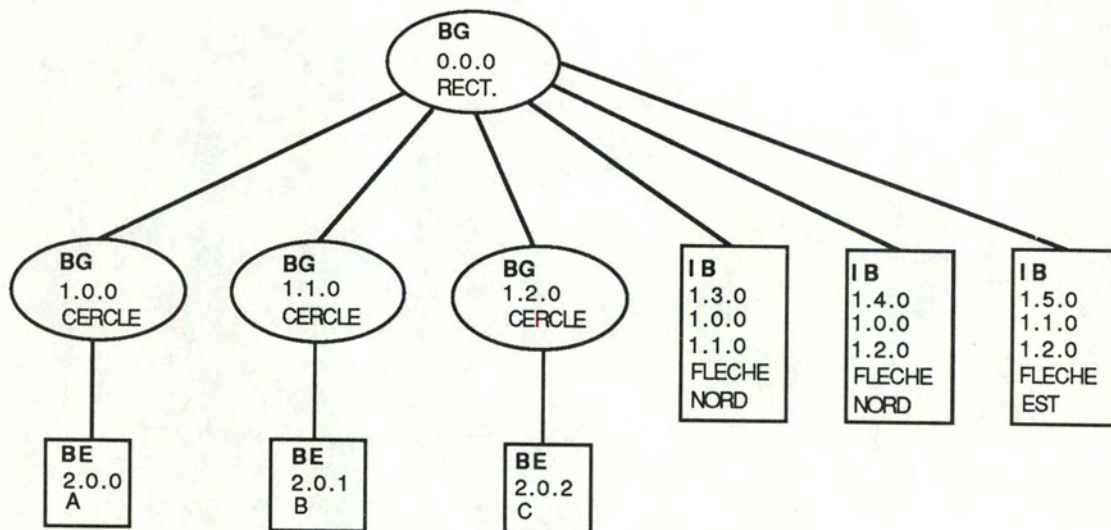 BG
0.0.0
RECT.
BG
1.0.0
CERCLE
BG
1.1.0
CERCLE
BG
1.2.0
CERCLE
IB
1.3.0
1.0.0
1.1.0
FLECHE
NORD
IB
1.4.0
1.0.0
1.2.0
FLECHE
NORD
IB
1.5.0
1.1.0
1.2.0
FLECHE
EST
BE
2.0.0
A
BE
2.0.1
B
BE
2.0.2
C